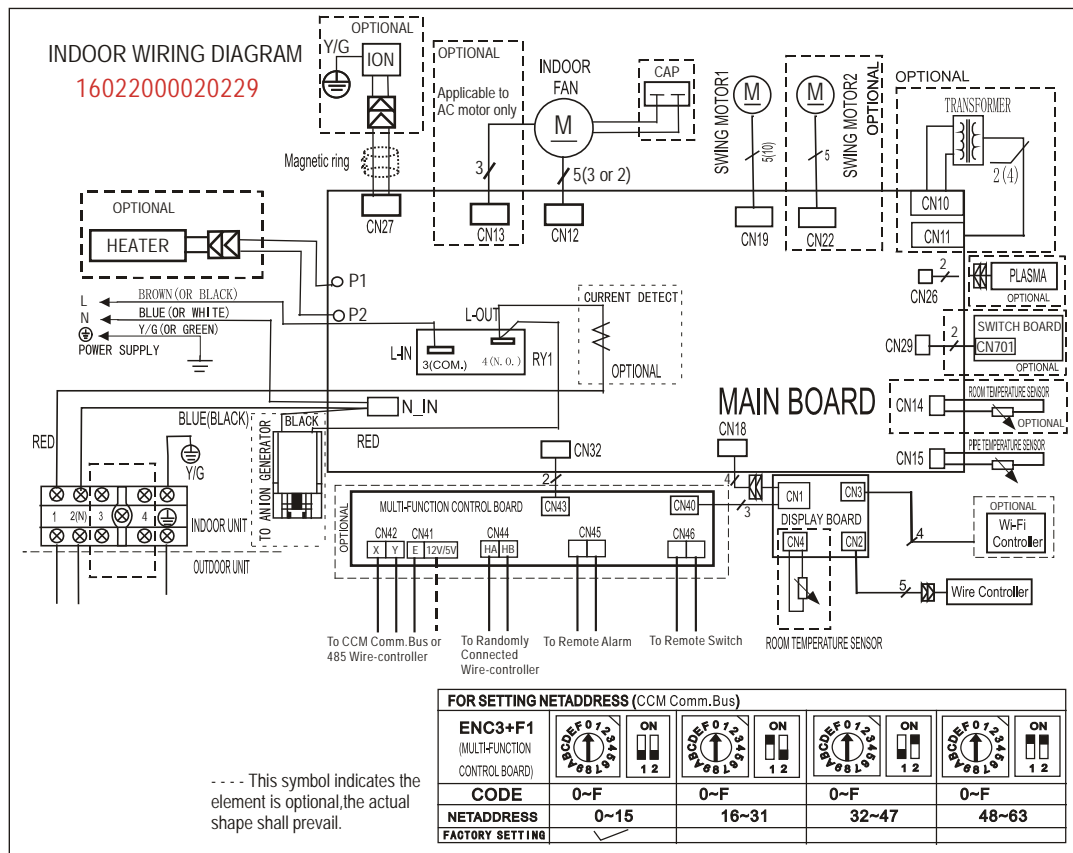 INDOOR WIRING DIAGRAM
16022000020229
OPTIONAL
Y/G
ION
Magnetic ring
CN27
OPTIONAL
Applicable to
AC motor only
3
CN13
INDOOR
FAN
M
5(3 or 2)
CN12
CAP
SWING MOTOR1
M
5(10)
CN19
SWING MOTOR2
OPTIONAL
M
5
CN22
OPTIONAL
TRANSFORMER
2(4)
CN10
CN11
OPTIONAL
HEATER
P1
P2
L
BROWN(OR BLACK)
N
BLUE(OR WHITE)
Y/G(OR GREEN)
POWER SUPPLY
L-OUT
L-IN
3(COM.)
4(N.O.)
RY1
CURRENT DETECT
OPTIONAL
CN26
2
PLASMA
OPTIONAL
CN29
2
SWITCH BOARD
CN701
OPTIONAL
MAIN BOARD
CN14
ROOM TEMPERATURE SENSOR
OPTIONAL
CN15
PIPE TEMPERATURE SENSOR
N_IN
BLUE(BLACK)
BLACK
RED
RED
Y/G
TO ANION GENERATOR
1
2(N)
3
4
INDOOR UNIT
OUTDOOR UNIT
CN32
2
CN18
4
OPTIONAL
MULTI-FUNCTION CONTROL BOARD
CN43
CN40
3
CN42
CN41
CN44
CN45
CN46
X
Y
E
12V/5V
HA
HB
To CCM Comm.Bus or
485 Wire-controller
To Randomly
Connected
Wire-controller
To Remote Alarm
To Remote Switch
CN1
CN3
DISPLAY BOARD
CN4
CN2
ROOM TEMPERATURE SENSOR
4
OPTIONAL
Wi-Fi
Controller
5
Wire Controller
FOR SETTING NETADDRESS (CCM Comm.Bus)
ENC3+F1
(MULTI-FUNCTION
CONTROL BOARD)
0123456789ABCDEF
ON
1 2
0123456789ABCDEF
ON
1 2
0123456789ABCDEF
ON
1 2
0123456789ABCDEF
ON
1 2
CODE 0~F 0~F 0~F 0~F
NETADDRESS 0~15 16~31 32~47 48~63
FACTORY SETTING
- - - - This symbol indicates the
element is optional,the actual
shape shall prevail.